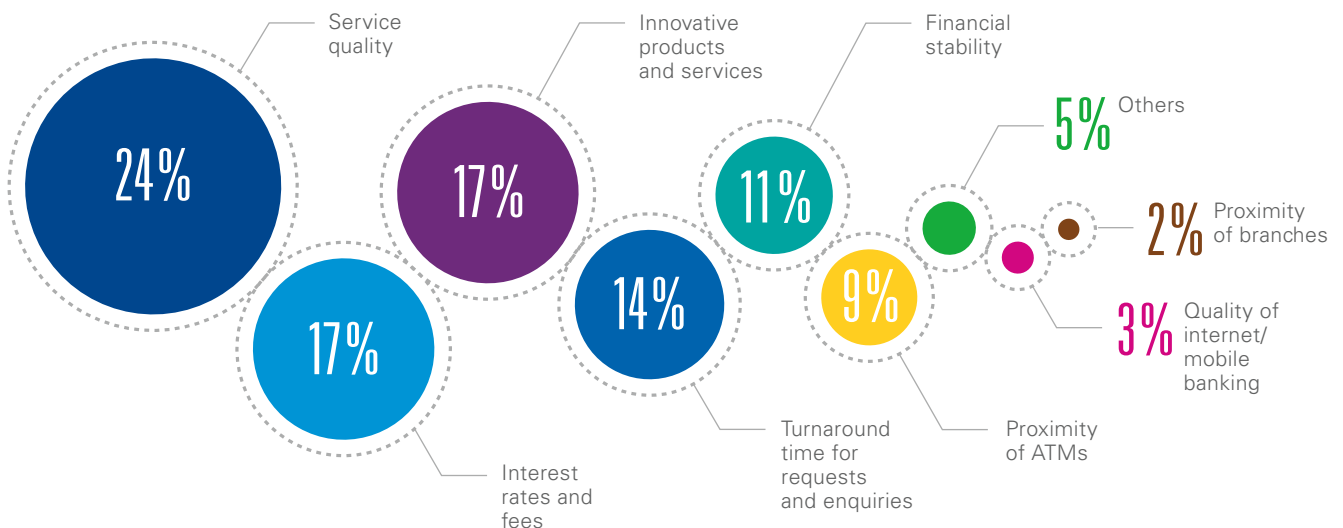 Service
quality
24%
Interest
rates and
fees
17%
Innovative
products
and services
17%
Turnaround
time for
requests
and enquiries
14%
Financial
stability
11%
Proximity
of ATMs
9%
5% Others
Quality of
internet/
mobile
banking
3%
Proximity
of branches
2%